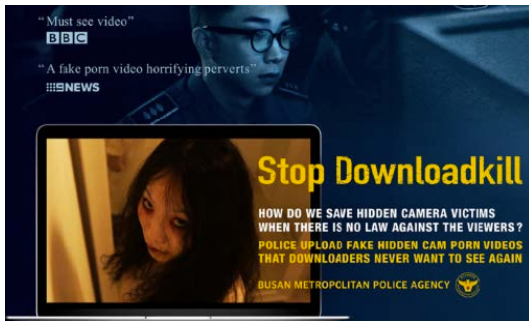 “Must see video”
BBC
“A fake porn video horrifying perverts”
9NEWS
Stop Downloadkill
HOW DO WE SAVE HIDDEN CAMERA VICTIMS
WHEN THERE IS NO LAW AGAINST THE VIEWERS?
POLICE UPLOAD FAKE HIDDEN CAM PORN VIDEOS
THAT DOWNLOADERS NEVER WANT TO SEE AGAIN
BUSAN METROPOLITAN POLICE AGENCY